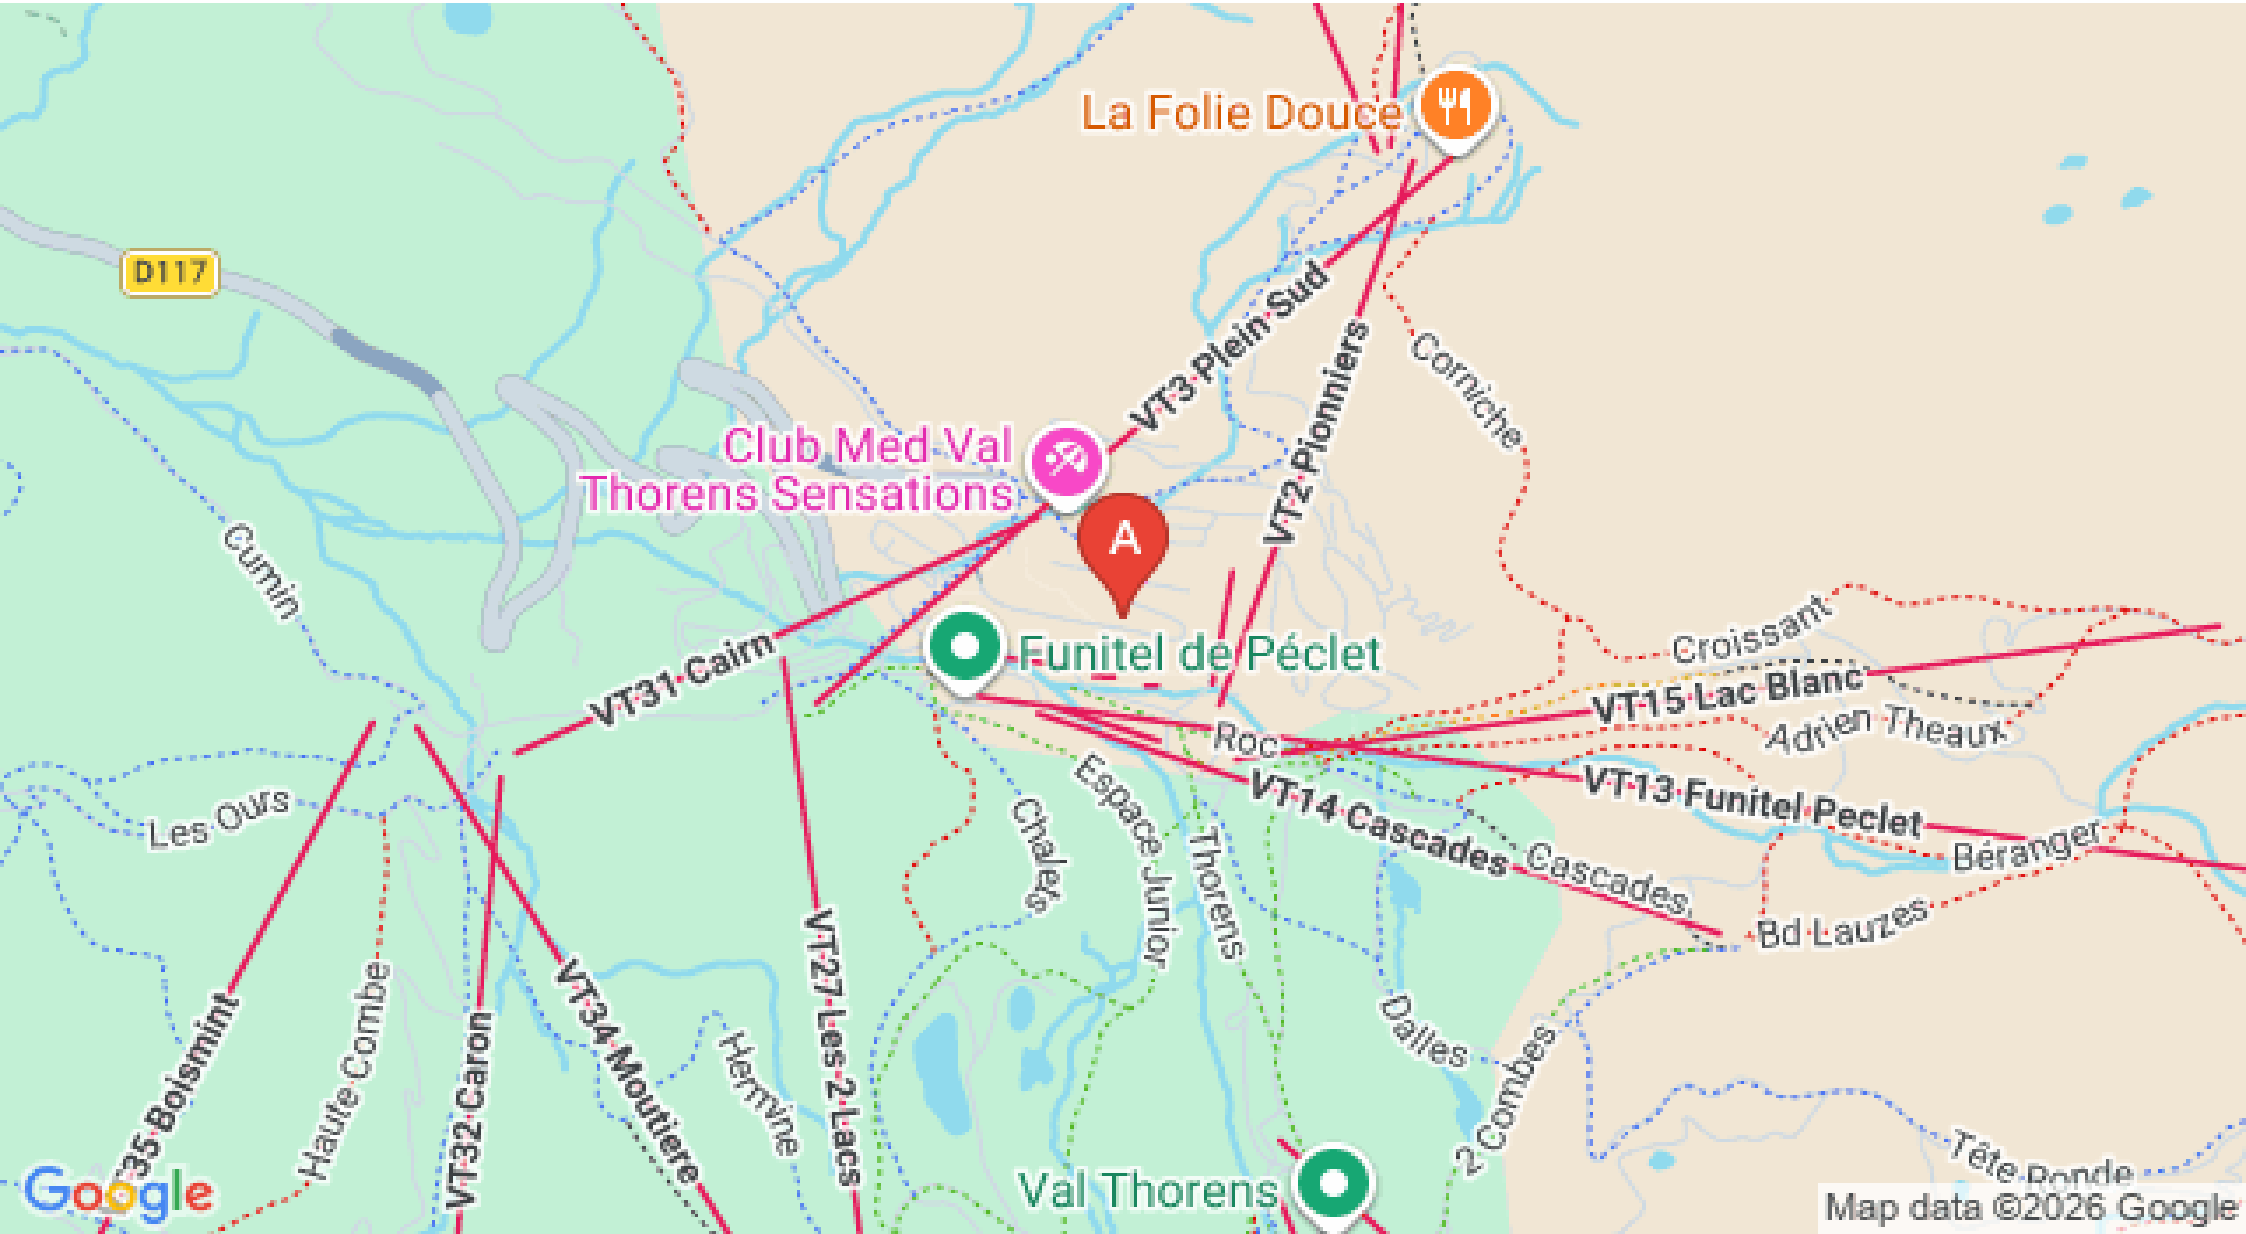 La Folie Douce
D117
VT3 Plein Sud
Corniche
VT2 Pionniers
Club Med Val
Thorens Sensations
A
Cumin
Croissant
Funitel de Péclet
VT31 Cairn
VT15 Lac Blanc
Adrien Theaux
Roc
VT13 Funitel Peclet
VT14 Cascades
Cascades
Béranger
Bd Lauzes
Les Ours
Espace Junior
Chalets
Thorens
Dalles
2 Combes
VT27 Les 2 Lacs
VT34 Moutiere
Hermine
Haute Combe
VT32 Caron
35 Boismint
Tête Ronde
Val Thorens
Google
Map data ©2026 Google